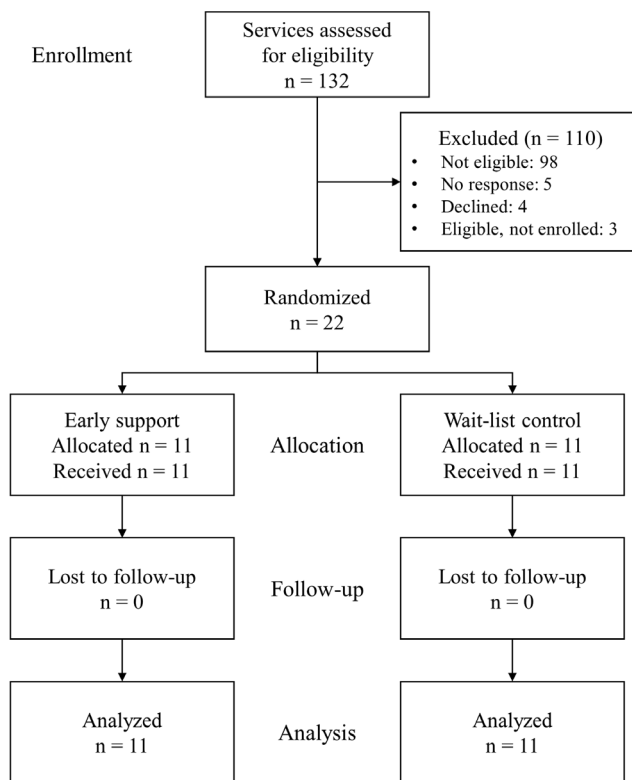 Enrollment
Services assessed
for eligibility
n = 132
Excluded (n = 110)
• Not eligible: 98
• No response: 5
• Declined: 4
• Eligible, not enrolled: 3
Randomized
n = 22
Early support
Allocated n = 11
Received n = 11
Allocation
Wait-list control
Allocated n = 11
Received n = 11
Lost to follow-up
n = 0
Follow-up
Lost to follow-up
n = 0
Analyzed
n = 11
Analysis
Analyzed
n = 11